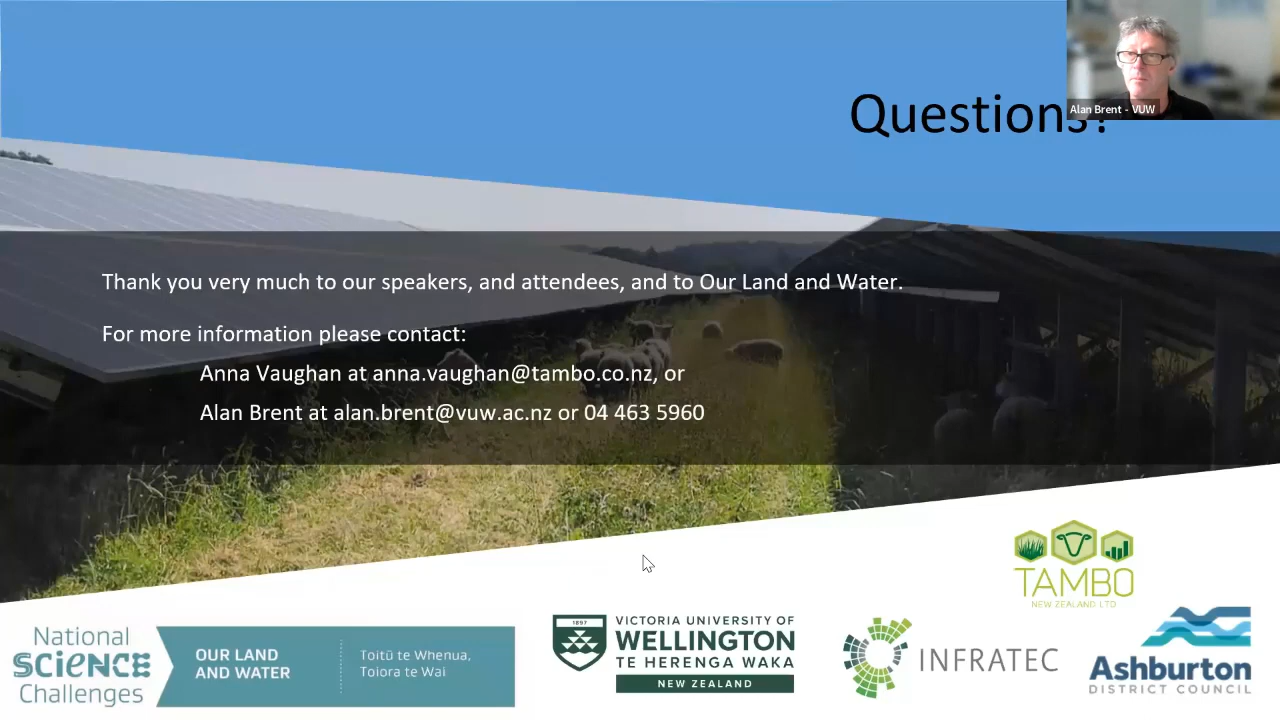 Questions?
Alan Brent - VUW
Thank you very much to our speakers, and attendees, and to Our Land and Water.
For more information please contact:
Anna Vaughan at anna.vaughan@tambo.co.nz, or
Alan Brent at alan.brent@vuw.ac.nz or 04 463 5960
TAMBO
NEW ZEALAND LTD
National
SCIENCE
Challenges
OUR LAND
AND WATER
Toitū te Whenua,
Toiora te Wai
1897
VICTORIA UNIVERSITY OF
WELLINGTON
TE HERENGA WAKA
NEW ZEALAND
INFRATEC
Ashburton
DISTRICT COUNCIL